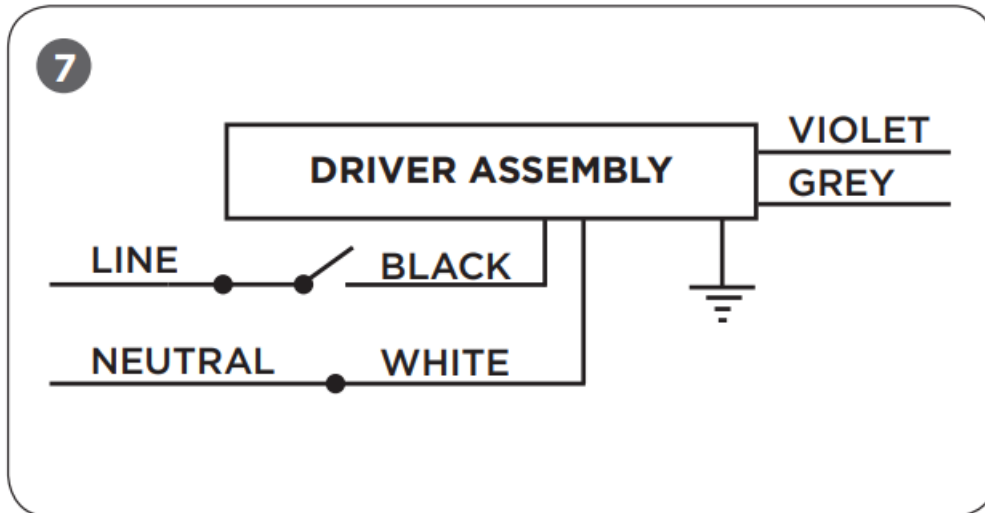 7
VIOLET
DRIVER ASSEMBLY
GREY
LINE
BLACK
NEUTRAL
WHITE